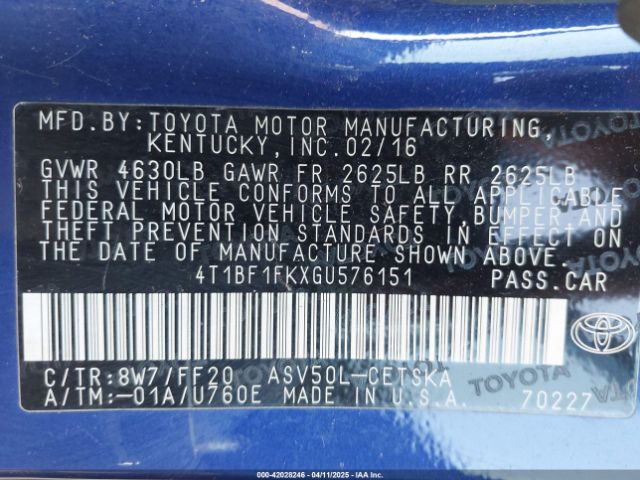 MFD.BY:TOYOTA MOTOR MANUFACTURING,
KENTUCKY,INC.02/16
GVWR 4630LB GAWR FR 2625LB RR 2625LB
THIS VEHICLE CONFORMS TO ALL APPLICABLE
FEDERAL MOTOR VEHICLE SAFETY,BUMPER AND
THEFT PREVENTION STANDARDS IN EFFECT ON
THE DATE OF MANUFACTURE SHOWN ABOVE.
4T1BF1FKXGU576151 PASS.CAR
C/TR:8W7/FF20 ASV50L-CETSKA
A/TM:-01A/U760E MADE IN U.S.A. 70227
TOYOTA
000-42028246 - 04/11/2025 - IAA Inc.